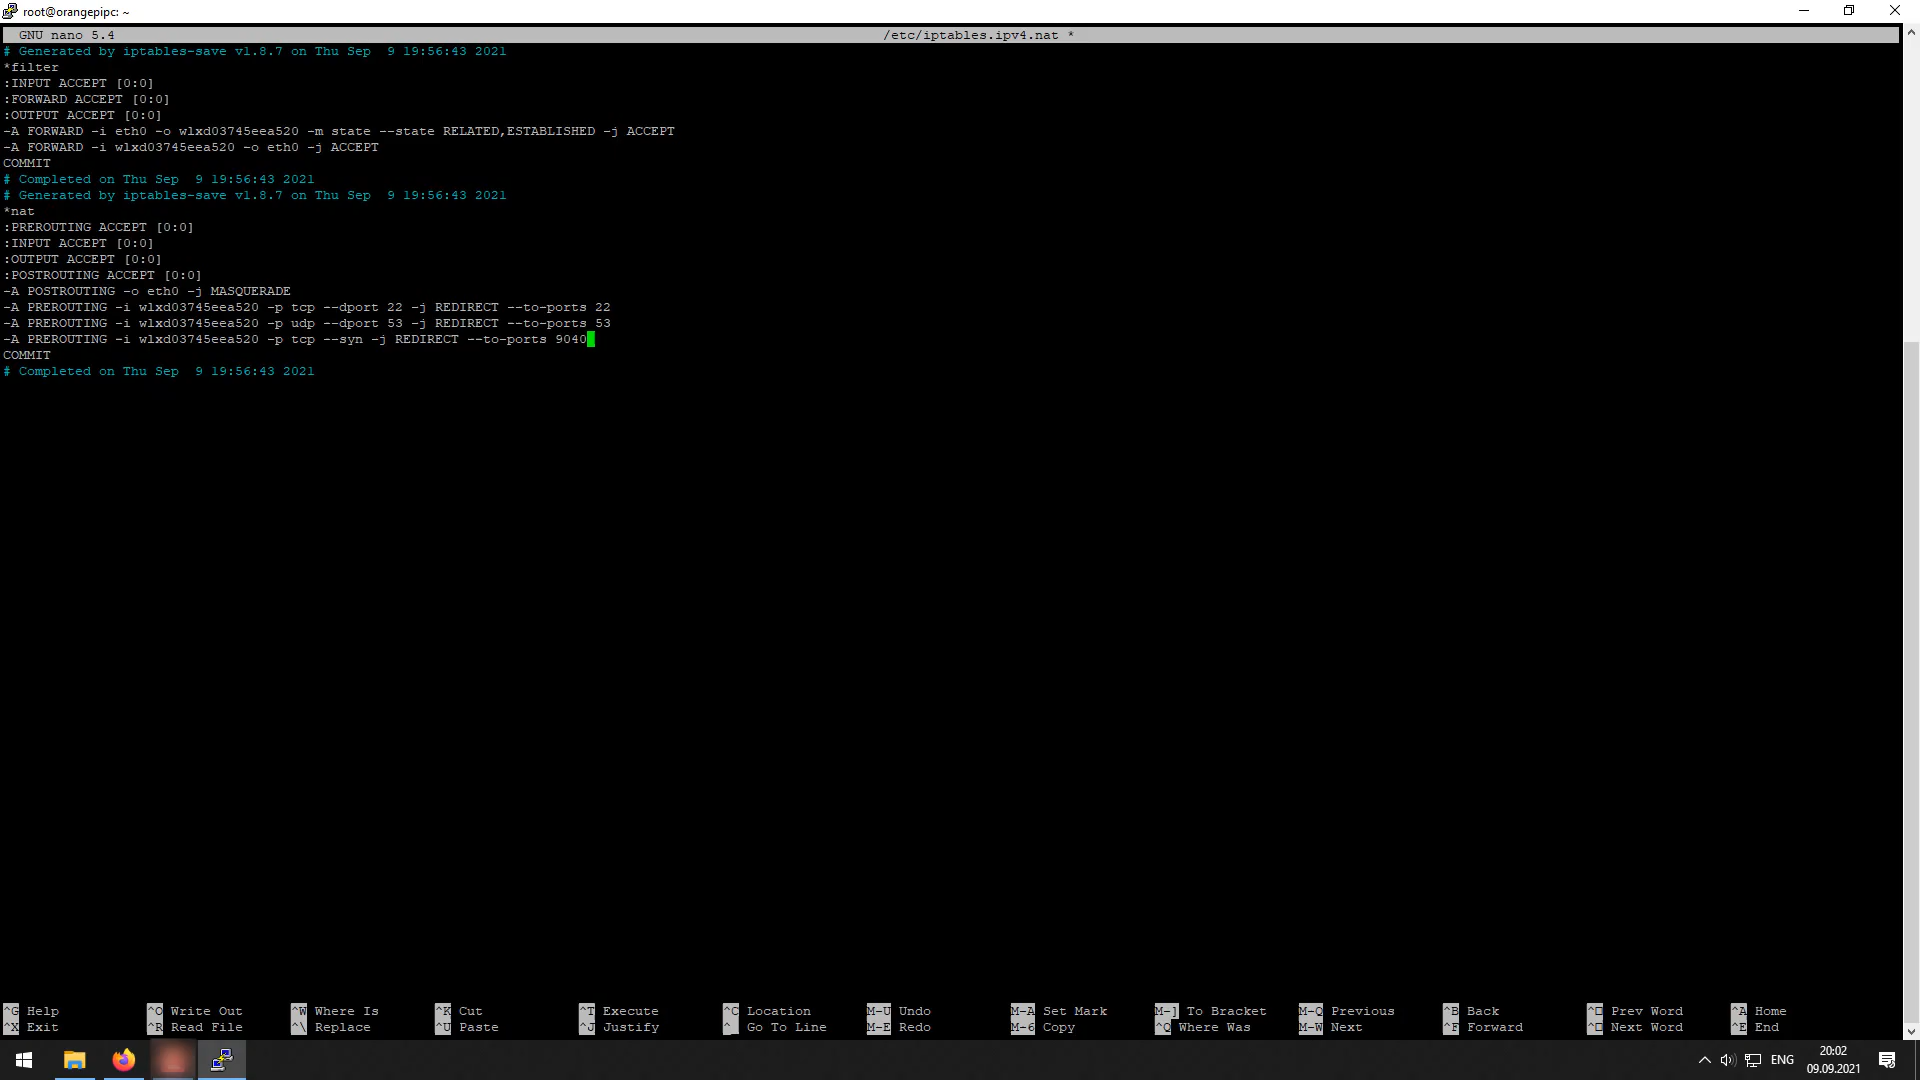 root@orangepipc: ~
GNU nano 5.4 /etc/iptables.ipv4.nat *
# Generated by iptables-save v1.8.7 on Thu Sep  9 19:56:43 2021
*filter
:INPUT ACCEPT [0:0]
:FORWARD ACCEPT [0:0]
:OUTPUT ACCEPT [0:0]
-A FORWARD -i eth0 -o wlxd03745eea520 -m state --state RELATED,ESTABLISHED -j ACCEPT
-A FORWARD -i wlxd03745eea520 -o eth0 -j ACCEPT
COMMIT
# Completed on Thu Sep  9 19:56:43 2021
# Generated by iptables-save v1.8.7 on Thu Sep  9 19:56:43 2021
*nat
:PREROUTING ACCEPT [0:0]
:INPUT ACCEPT [0:0]
:OUTPUT ACCEPT [0:0]
:POSTROUTING ACCEPT [0:0]
-A POSTROUTING -o eth0 -j MASQUERADE
-A PREROUTING -i wlxd03745eea520 -p tcp --dport 22 -j REDIRECT --to-ports 22
-A PREROUTING -i wlxd03745eea520 -p udp --dport 53 -j REDIRECT --to-ports 53
-A PREROUTING -i wlxd03745eea520 -p tcp --syn -j REDIRECT --to-ports 9040
COMMIT
# Completed on Thu Sep  9 19:56:43 2021
^G Help ^O Write Out ^W Where Is ^K Cut ^T Execute ^C Location M-U Undo M-A Set Mark M-] To Bracket M-Q Previous ^B Back ^□ Prev Word ^A Home
^X Exit ^R Read File ^\ Replace ^U Paste ^J Justify ^_ Go To Line M-E Redo M-6 Copy ^Q Where Was M-W Next ^F Forward ^□ Next Word ^E End
ENG 20:02
09.09.2021